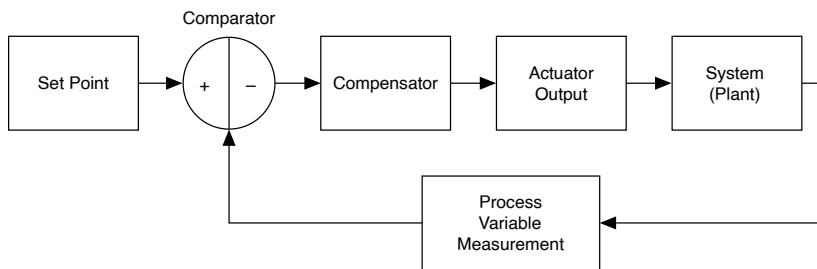 Comparator
Set Point
+
−
Compensator
Actuator
Output
System
(Plant)
Process
Variable
Measurement